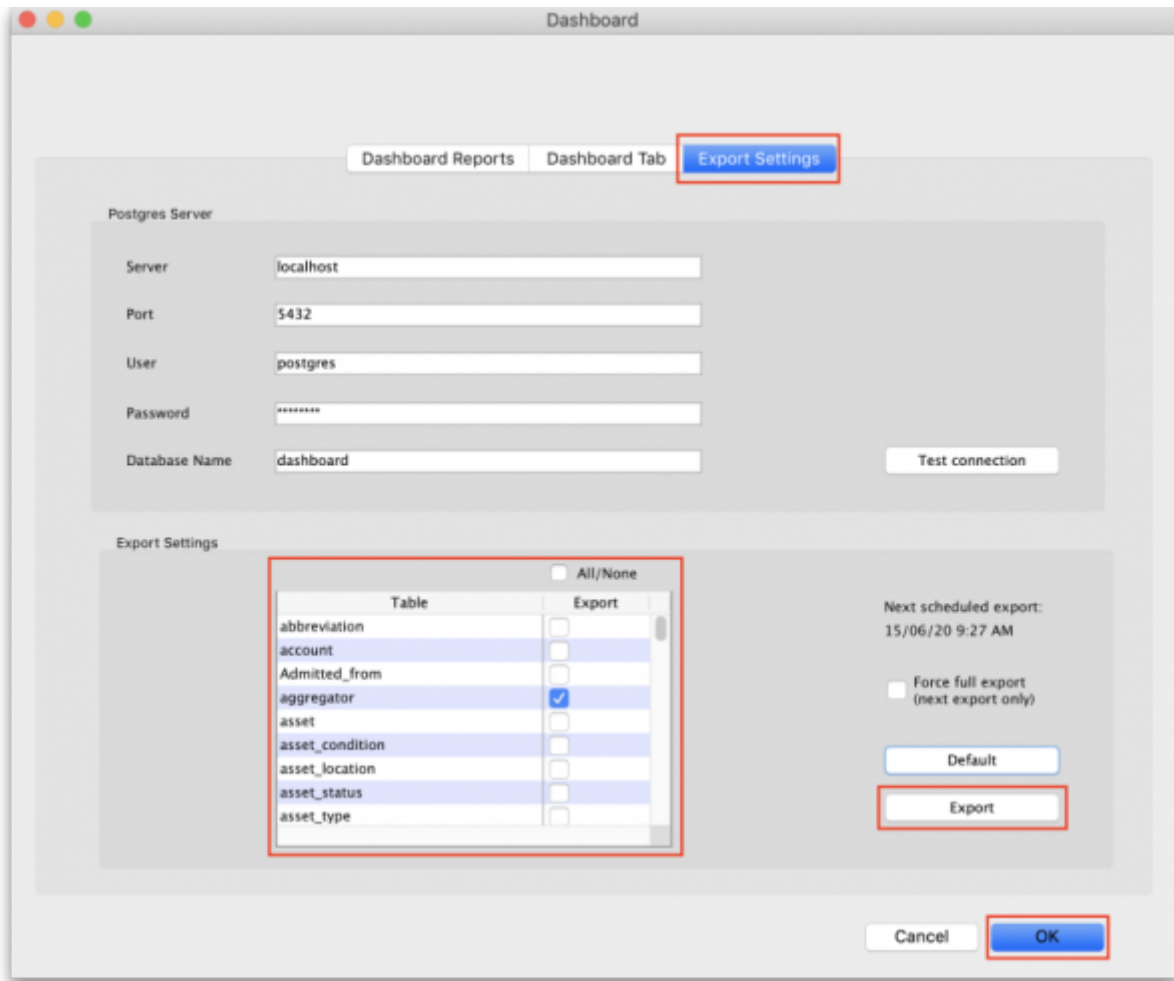 Dashboard
Dashboard Reports Dashboard Tab Export Settings
Postgres Server
Server localhost
Port 5432
User postgres
Password ********
Database Name dashboard Test connection
Export Settings
All/None
Table Export
abbreviation
account
Admitted_from
aggregator
asset
asset_condition
asset_location
asset_status
asset_type
Next scheduled export:
15/06/20 9:27 AM
Force full export
(next export only)
Default
Export
Cancel OK